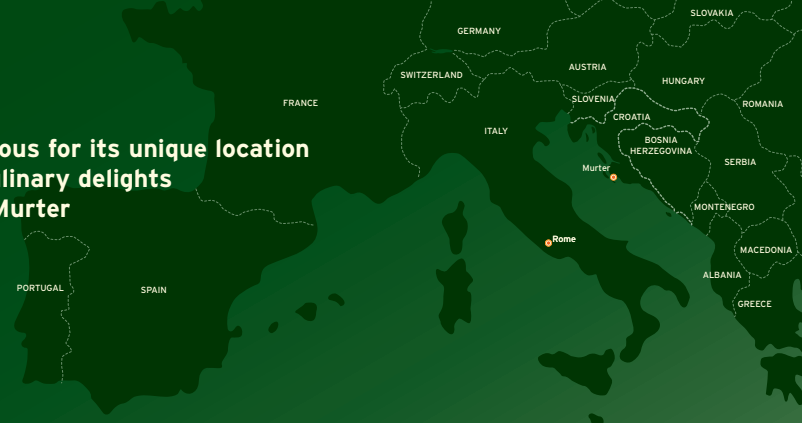 SLOVAKIA
GERMANY
AUSTRIA
SWITZERLAND
HUNGARY
FRANCE
SLOVENIA
ROMANIA
CROATIA
ITALY
ous for its unique location
BOSNIA
HERZEGOVINA
SERBIA
linary delights
Murter
Murter
MONTENEGRO
Rome
MACEDONIA
ALBANIA
PORTUGAL
SPAIN
GREECE